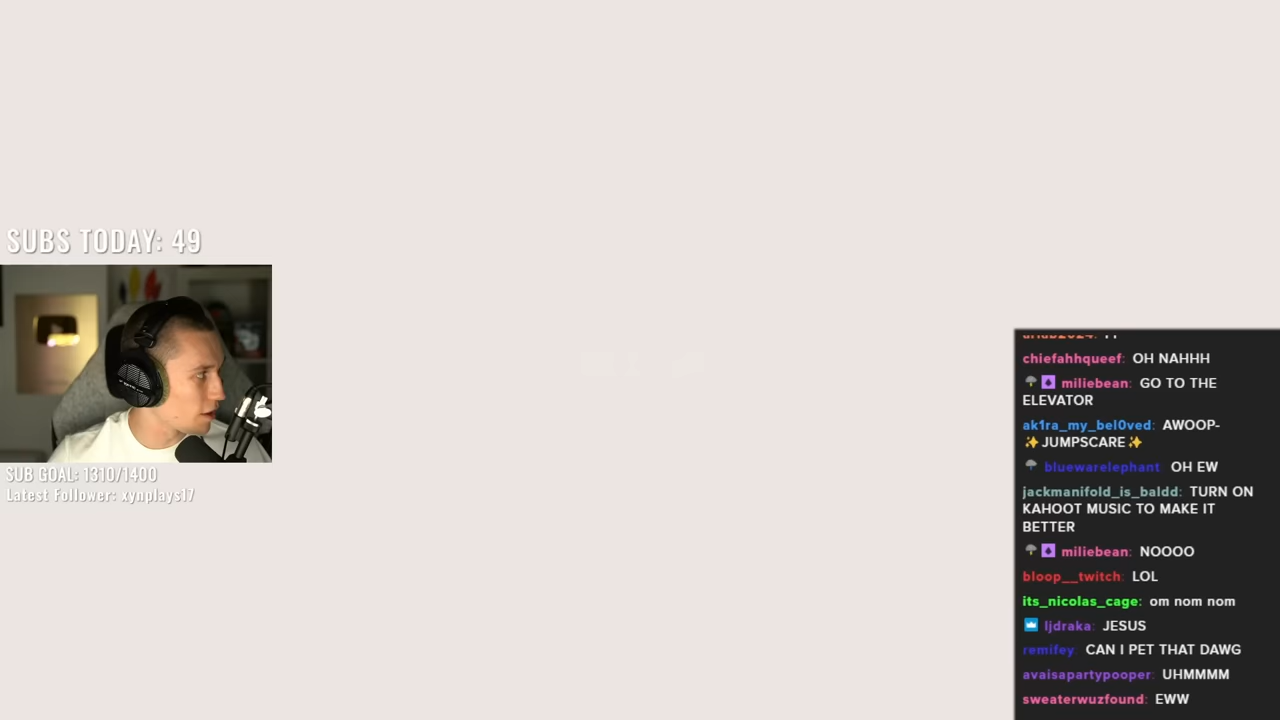 SUBS TODAY: 49
SUB GOAL: 1310/1400
Latest Follower: xynplays17
chiefahhqueef: OH NAHHH
miliebean: GO TO THE
ELEVATOR
ak1ra_my_bel0ved: AWOOP-
✨JUMPSCARE✨
bluewarelephant OH EW
jackmanifold_is_baldd: TURN ON
KAHOOT MUSIC TO MAKE IT
BETTER
miliebean: NOOOO
bloop__twitch: LOL
its_nicolas_cage: om nom nom
ljdraka: JESUS
remifey: CAN I PET THAT DAWG
avaisapartypooper: UHMMMM
sweaterwuzfound: EWW